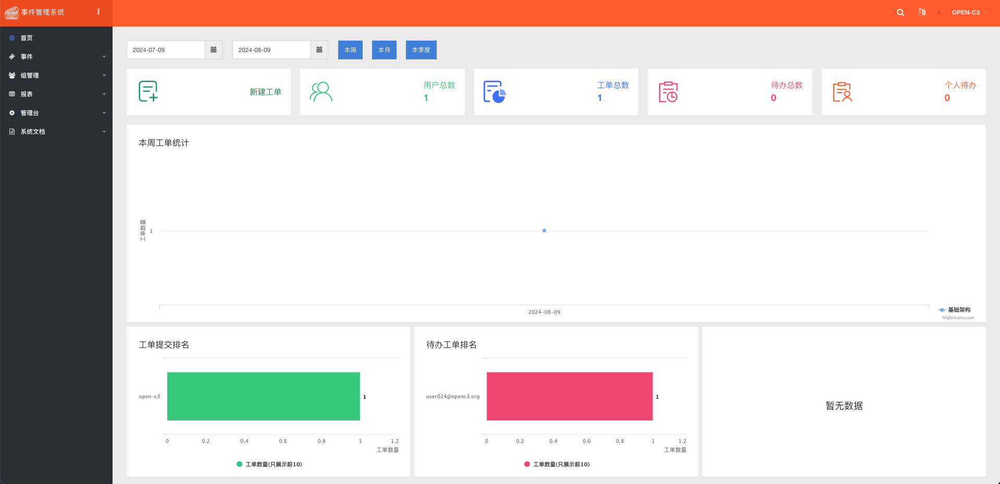 事件管理系统
OPEN-C3
首页
事件
组管理
报表
管理台
系统文档
2024-07-09
2024-08-09
本周
本月
本季度
新建工单
用户总数
1
工单总数
1
待办总数
0
个人待办
0
本周工单统计
工单数量
1
2024-08-09
基础架构
Highcharts.com
工单提交排名
open-c3
1
0 0.2 0.4 0.6 0.8 1 1.2
工单数量
工单数量(只展示前10)
待办工单排名
user024@openc3.org
1
0 0.2 0.4 0.6 0.8 1 1.2
工单数量
工单数量(只展示前10)
暂无数据